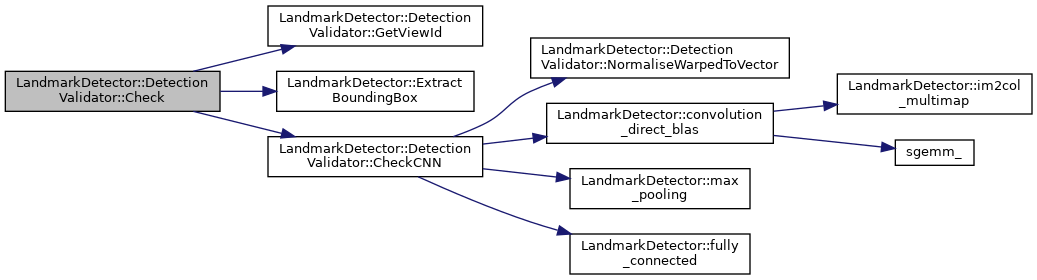 LandmarkDetector::Detection
Validator::Check
LandmarkDetector::Detection
Validator::GetViewId
LandmarkDetector::Extract
BoundingBox
LandmarkDetector::Detection
Validator::CheckCNN
LandmarkDetector::Detection
Validator::NormaliseWarpedToVector
LandmarkDetector::convolution
_direct_blas
LandmarkDetector::max
_pooling
LandmarkDetector::fully
_connected
LandmarkDetector::im2col
_multimap
sgemm_